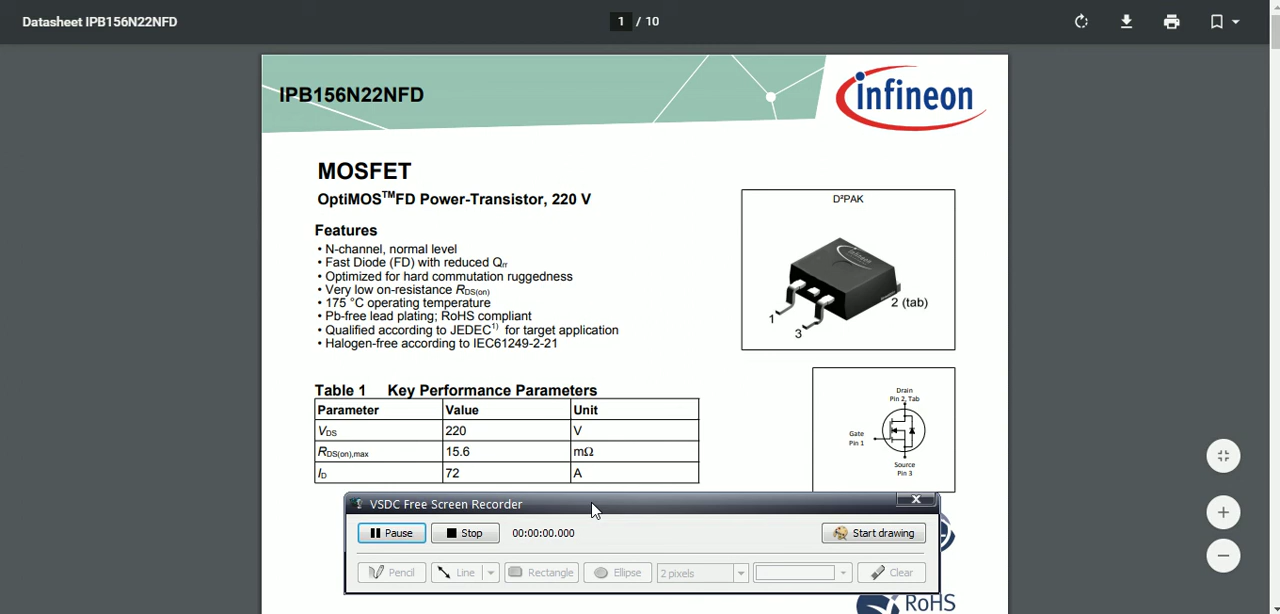 Datasheet IPB156N22NFD
1 / 10
IPB156N22NFD
infineon
MOSFET
OptiMOS™FD Power-Transistor, 220 V
Features
• N-channel, normal level
• Fast Diode (FD) with reduced Qrr
• Optimized for hard commutation ruggedness
• Very low on-resistance RDS(on)
• 175 °C operating temperature
• Pb-free lead plating; RoHS compliant
• Qualified according to JEDEC1) for target application
• Halogen-free according to IEC61249-2-21
D²PAK
infineon
2 (tab)
1
3
Table 1 Key Performance Parameters
Parameter Value Unit
VDS 220 V
RDS(on),max 15.6 mΩ
ID 72 A
Drain
Pin 2, Tab
Gate
Pin 1
Source
Pin 3
VSDC Free Screen Recorder
Pause Stop 00:00:00.000 Start drawing
Pencil Line Rectangle Ellipse 2 pixels Clear
RoHS